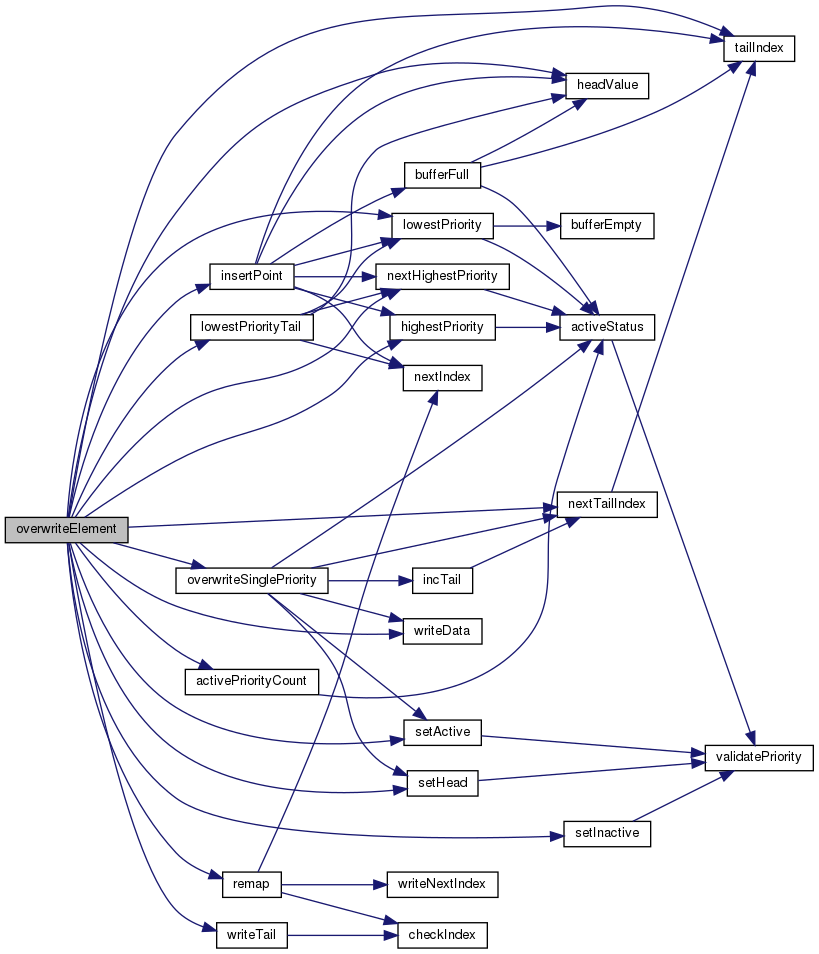 tailIndex
headValue
bufferFull
lowestPriority
bufferEmpty
insertPoint
nextHighestPriority
lowestPriorityTail
highestPriority
activeStatus
nextIndex
nextTailIndex
overwriteElement
overwriteSinglePriority
incTail
writeData
activePriorityCount
setActive
validatePriority
setHead
setInactive
remap
writeNextIndex
writeTail
checkIndex